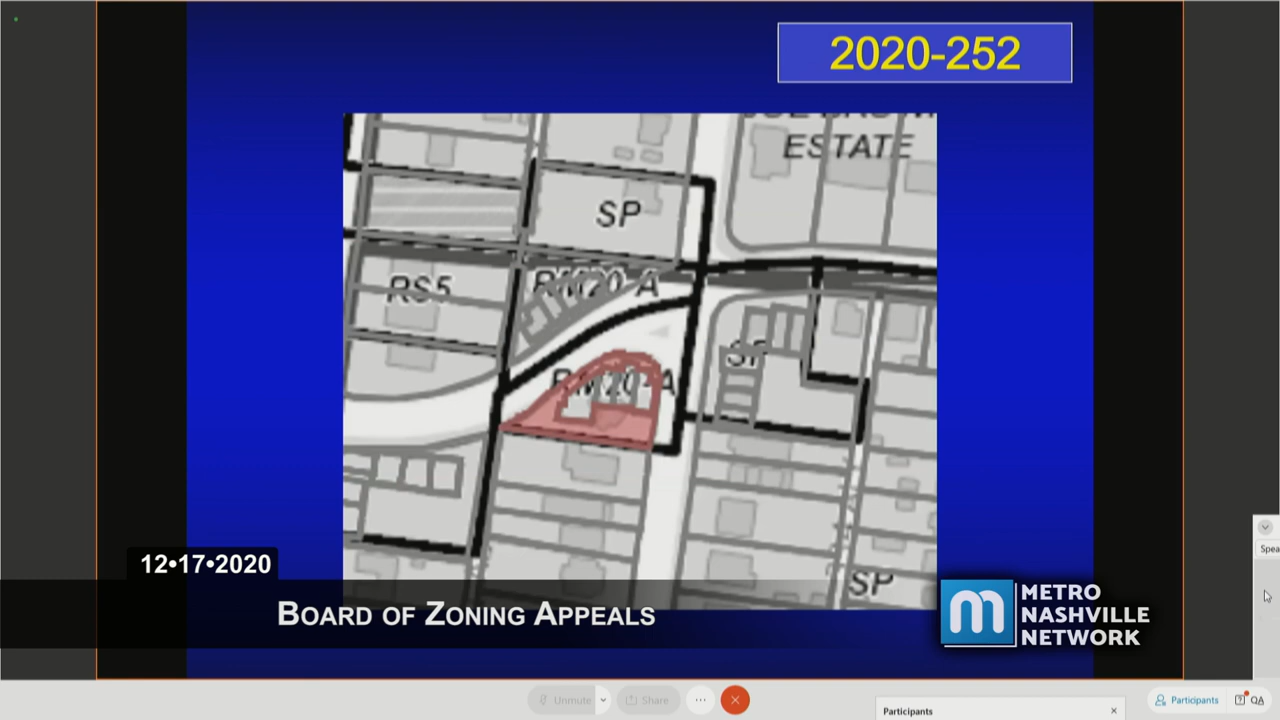 2020-252
ESTATE
SP
RS5
RM20-A
SP
RM20-A
SP
12•17•2020
BOARD OF ZONING APPEALS
METRO
NASHVILLE
NETWORK
Unmute
Share
Participants
Participants
QA
Spea